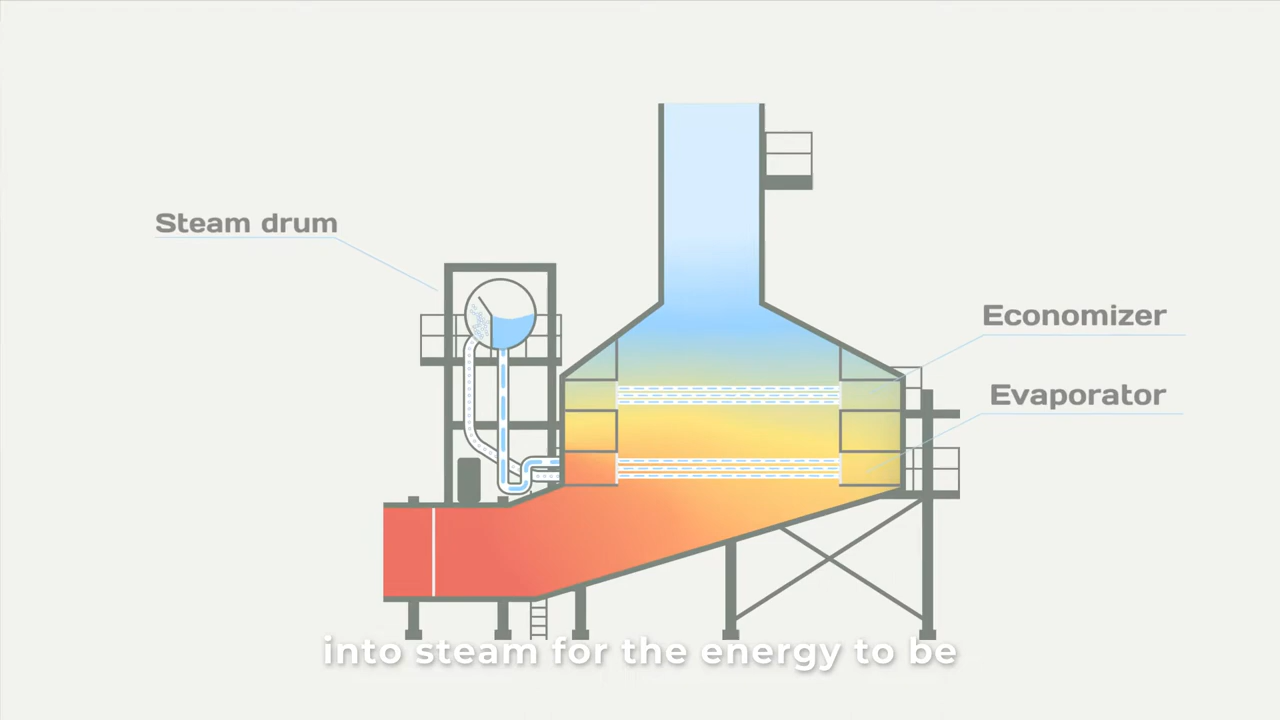 Steam drum
Economizer
Evaporator
into steam for the energy to be